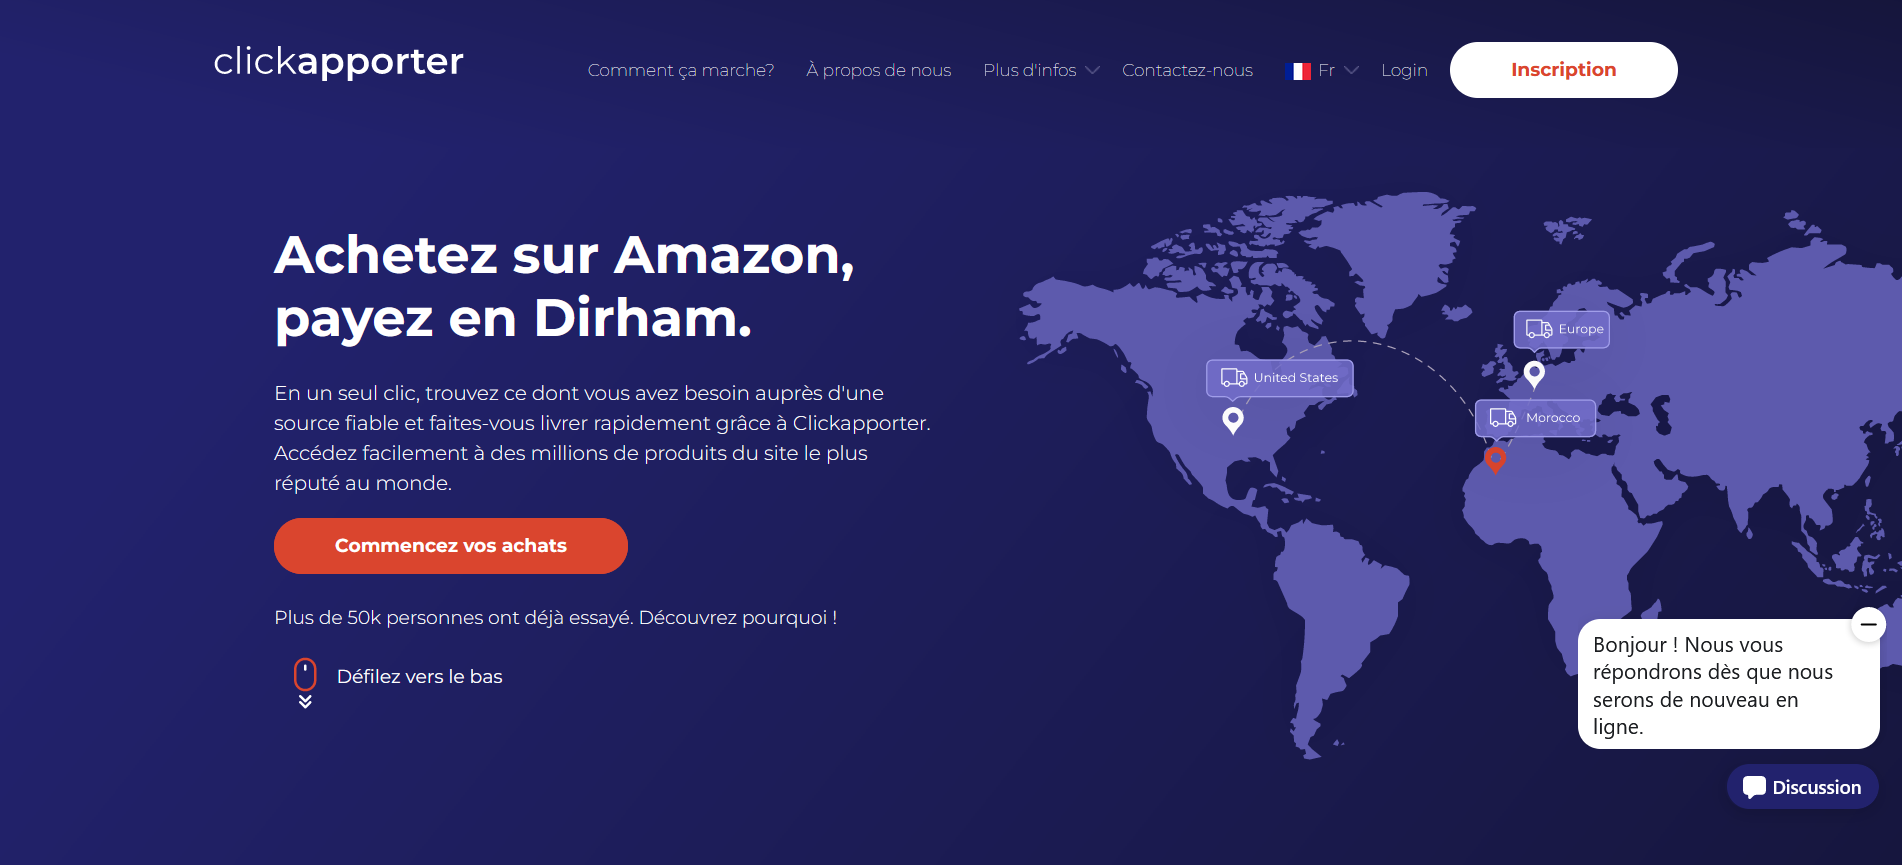 clickapporter
Comment ça marche?
À propos de nous
Plus d'infos
Contactez-nous
Fr
Login
Inscription
Achetez sur Amazon,
payez en Dirham.
En un seul clic, trouvez ce dont vous avez besoin auprès d'une
source fiable et faites-vous livrer rapidement grâce à Clickapporter.
Accédez facilement à des millions de produits du site le plus
réputé au monde.
Commencez vos achats
Plus de 50k personnes ont déjà essayé. Découvrez pourquoi !
Défilez vers le bas
Europe
United States
Morocco
Bonjour ! Nous vous
répondrons dès que nous
serons de nouveau en
ligne.
Discussion